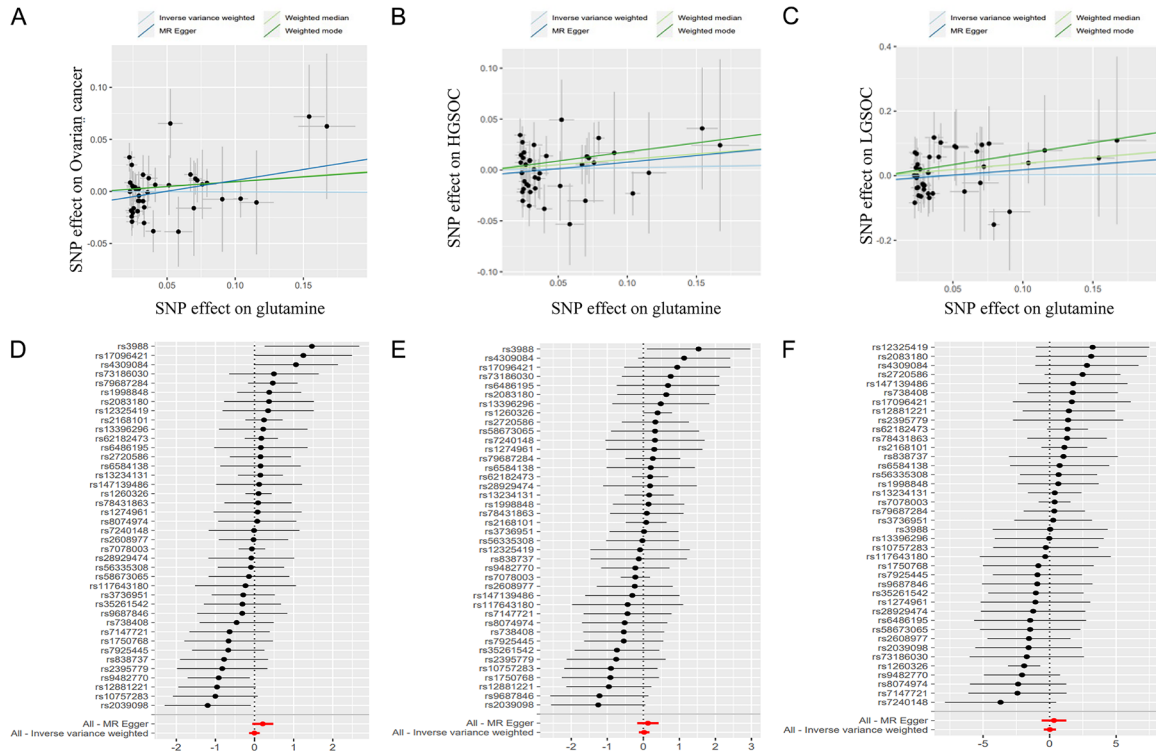 A
Inverse variance weighted
Weighted median
MR Egger
Weighted mode
SNP effect on Ovarian cancer
0.10
0.05
0.00
-0.05
0.05
0.10
0.15
SNP effect on glutamine
B
Inverse variance weighted
Weighted median
MR Egger
Weighted mode
SNP effect on HGSOC
0.10
0.05
0.00
-0.05
-0.10
0.05
0.10
0.15
SNP effect on glutamine
C
Inverse variance weighted
Weighted median
MR Egger
Weighted mode
SNP effect on LGSOC
0.4
0.2
0.0
-0.2
0.05
0.10
0.15
SNP effect on glutamine
D
rs3988
rs17096421
rs4309084
rs73186030
rs79687284
rs1998848
rs2083180
rs12325419
rs2168101
rs13396296
rs62182473
rs6486195
rs2720586
rs6584138
rs13234131
rs147139486
rs1260326
rs78431863
rs1274961
rs8074974
rs7240148
rs2608977
rs7078003
rs28929474
rs56335308
rs58673065
rs117643180
rs3736951
rs35261542
rs9687846
rs738408
rs7147721
rs1750768
rs7925445
rs838737
rs2395779
rs9482770
rs12881221
rs10757283
rs2039098
All - MR Egger
All - Inverse variance weighted
-2
-1
0
1
2
E
rs3988
rs4309084
rs17096421
rs73186030
rs6486195
rs2083180
rs13396296
rs1260326
rs2720586
rs58673065
rs7240148
rs1274961
rs79687284
rs6584138
rs62182473
rs28929474
rs13234131
rs1998848
rs78431863
rs2168101
rs3736951
rs56335308
rs12325419
rs838737
rs9482770
rs7078003
rs2608977
rs147139486
rs117643180
rs7147721
rs8074974
rs738408
rs7925445
rs35261542
rs2395779
rs10757283
rs1750768
rs12881221
rs9687846
rs2039098
All - MR Egger
All - Inverse variance weighted
-2
-1
0
1
2
3
F
rs12325419
rs2083180
rs4309084
rs2720586
rs147139486
rs738408
rs17096421
rs12881221
rs2395779
rs62182473
rs78431863
rs2168101
rs838737
rs6584138
rs56335308
rs1998848
rs13234131
rs7078003
rs79687284
rs3736951
rs3988
rs13396296
rs10757283
rs117643180
rs1750768
rs7925445
rs9687846
rs35261542
rs1274961
rs28929474
rs6486195
rs58673065
rs2608977
rs2039098
rs73186030
rs1260326
rs9482770
rs8074974
rs7147721
rs7240148
All - MR Egger
All - Inverse variance weighted
-5
0
5